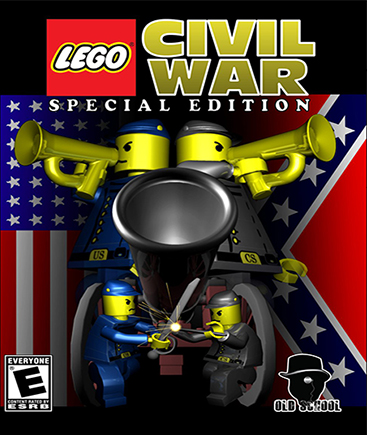 LEGO
CIVIL
WAR
SPECIAL EDITION
US
CS
EVERYONE
E
CONTENT RATED BY
ESRB
OLD SCHOOL